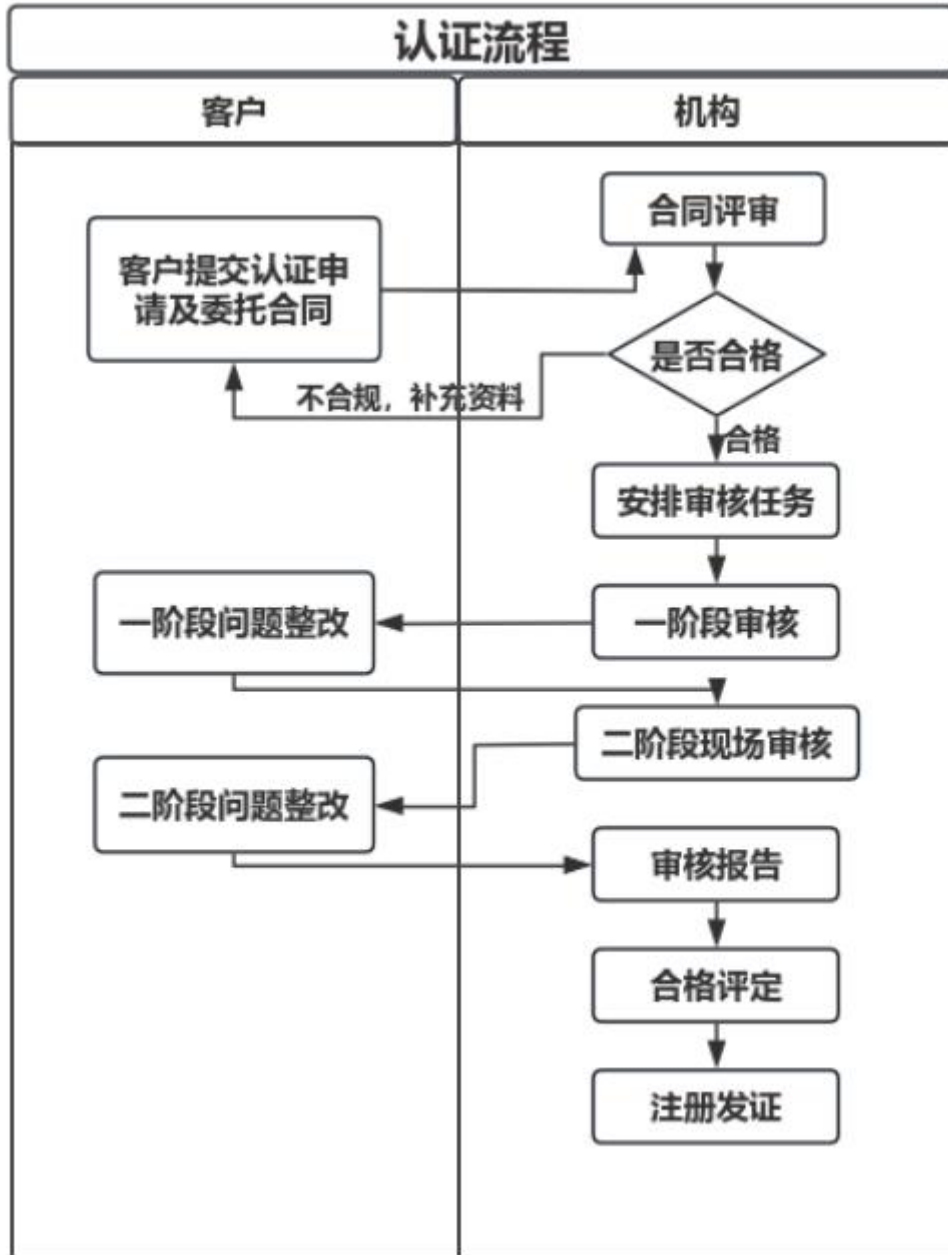 认证流程
客户
机构
合同评审
客户提交认证申
请及委托合同
是否合格
不合规，补充资料
合格
安排审核任务
一阶段问题整改
一阶段审核
二阶段现场审核
二阶段问题整改
审核报告
合格评定
注册发证